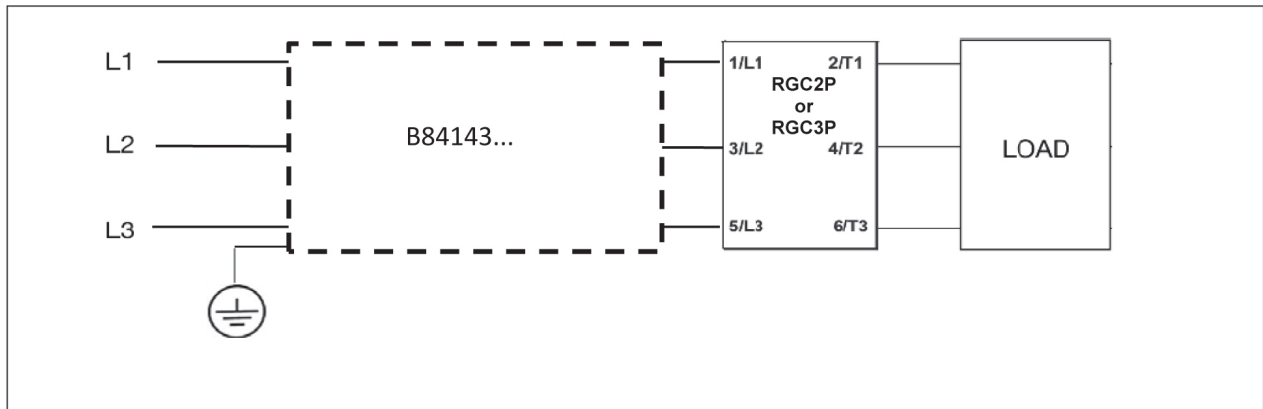 L1
1/L1 2/T1
RGC2P
or
RGC3P
B84143...
L2
3/L2 4/T2
LOAD
L3
5/L3 6/T3